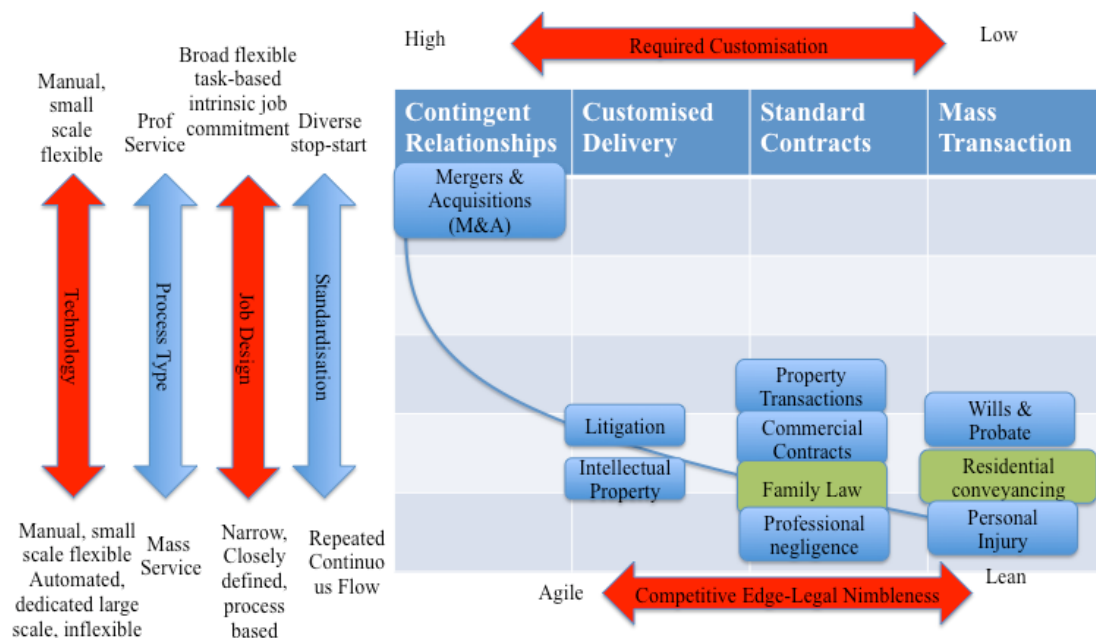 High
Required Customisation
Low
Manual,
small
scale
flexible
Prof
Service
Broad flexible
task-based
intrinsic job
commitment
Diverse
stop-start
Contingent
Relationships
Customised
Delivery
Standard
Contracts
Mass
Transaction
Mergers &
Acquisitions
(M&A)
Technology
Process Type
Job Design
Standardisation
Property
Transactions
Litigation
Commercial
Contracts
Wills &
Probate
Intellectual
Property
Family Law
Residential
conveyancing
Professional
negligence
Personal
Injury
Manual, small
scale flexible
Automated,
dedicated large
scale, inflexible
Mass
Service
Narrow,
Closely
defined,
process
based
Repeated
Continuo
us Flow
Agile
Competitive Edge-Legal Nimbleness
Lean